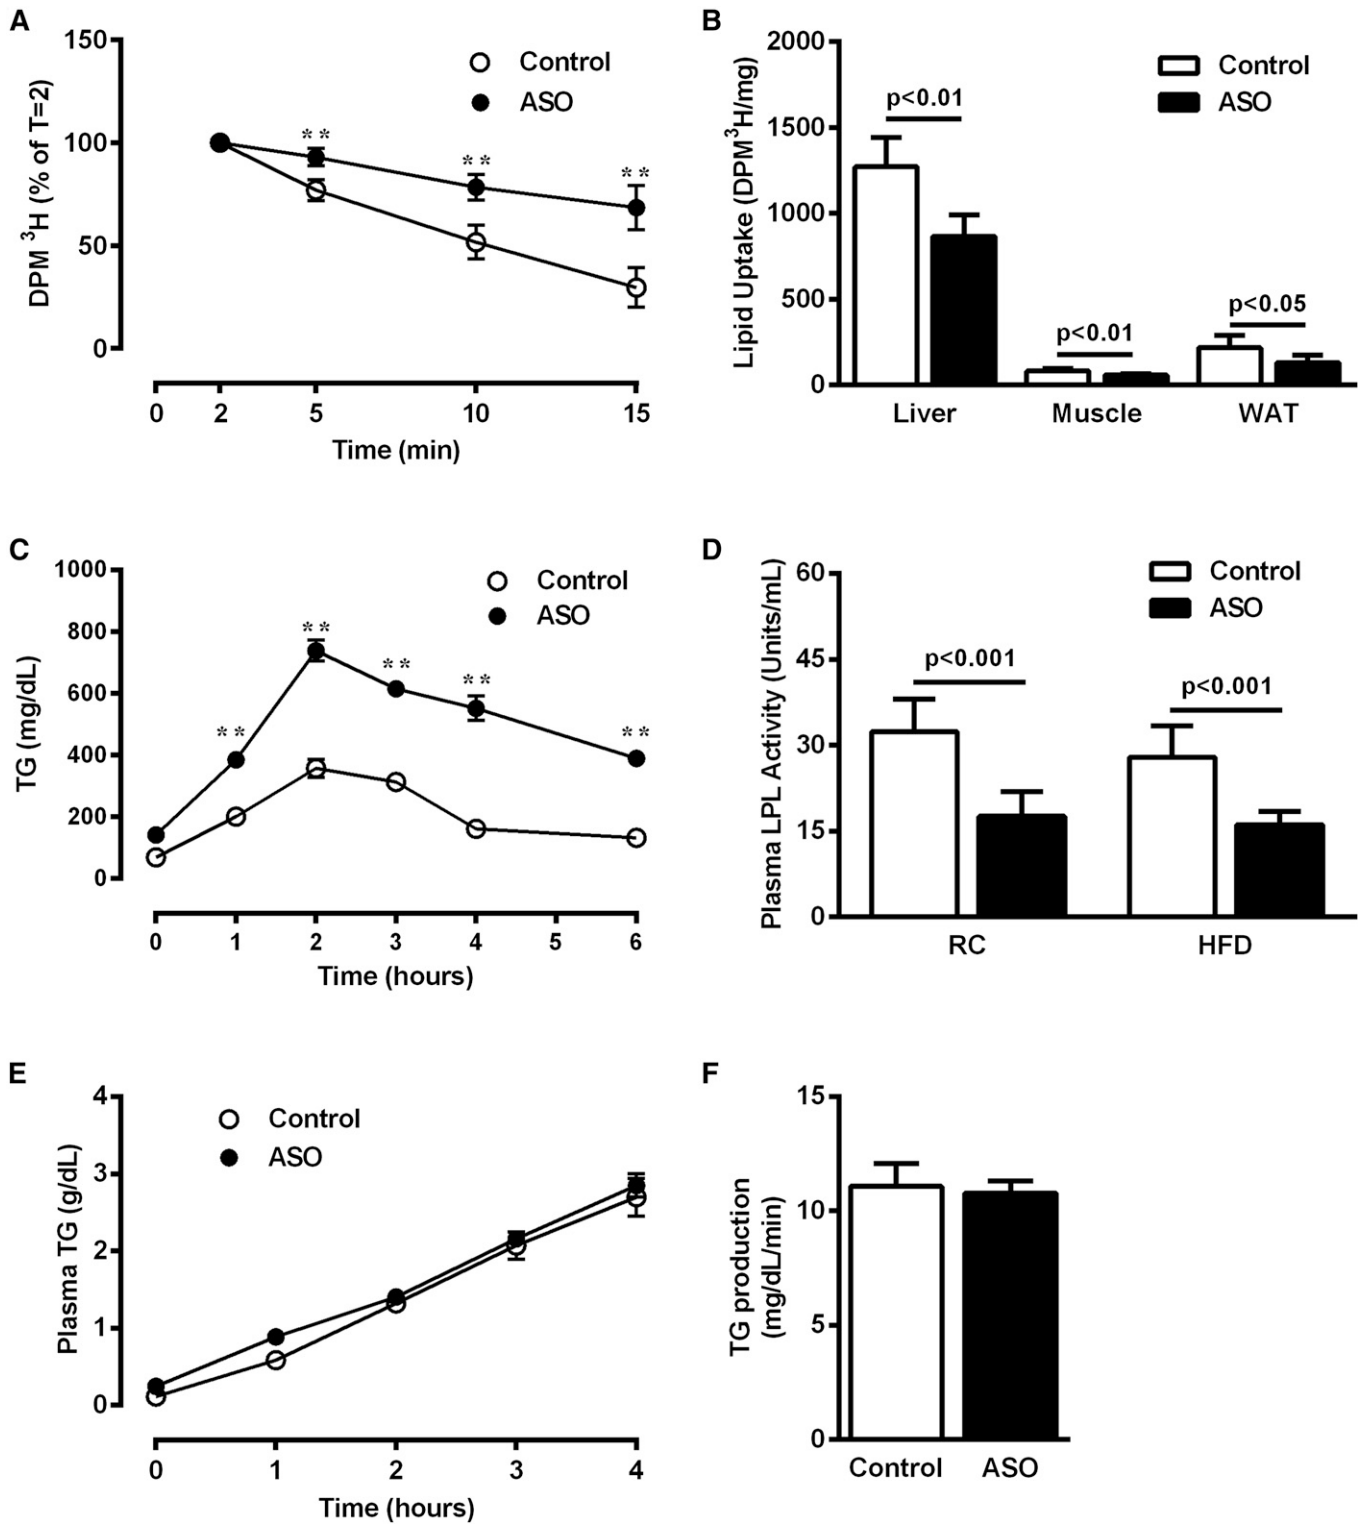 A
150
100
50
0
DPM ³H (% of T=2)
Control
ASO
**
**
**
0 2 5 10 15
Time (min)
B
2000
1500
1000
500
0
Lipid Uptake (DPM³H/mg)
Control
ASO
p<0.01
p<0.01
p<0.05
Liver Muscle WAT
C
1000
800
600
400
200
0
TG (mg/dL)
Control
ASO
**
**
**
**
**
0 1 2 3 4 5 6
Time (hours)
D
60
45
30
15
0
Plasma LPL Activity (Units/mL)
Control
ASO
p<0.001
p<0.001
RC HFD
E
4
3
2
1
0
Plasma TG (g/dL)
Control
ASO
0 1 2 3 4
Time (hours)
F
15
10
5
0
TG production
(mg/dL/min)
Control ASO